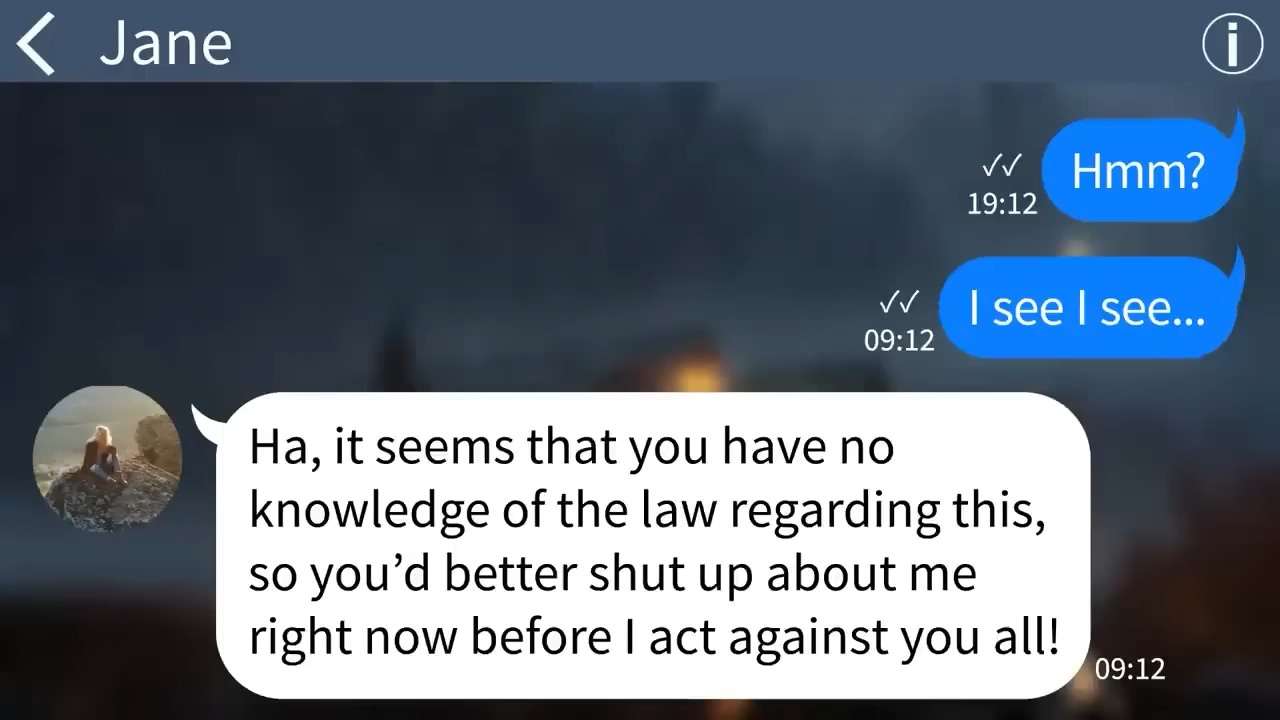 Jane
Hmm?
19:12
I see I see...
09:12
Ha, it seems that you have no
knowledge of the law regarding this,
so you’d better shut up about me
right now before I act against you all!
09:12